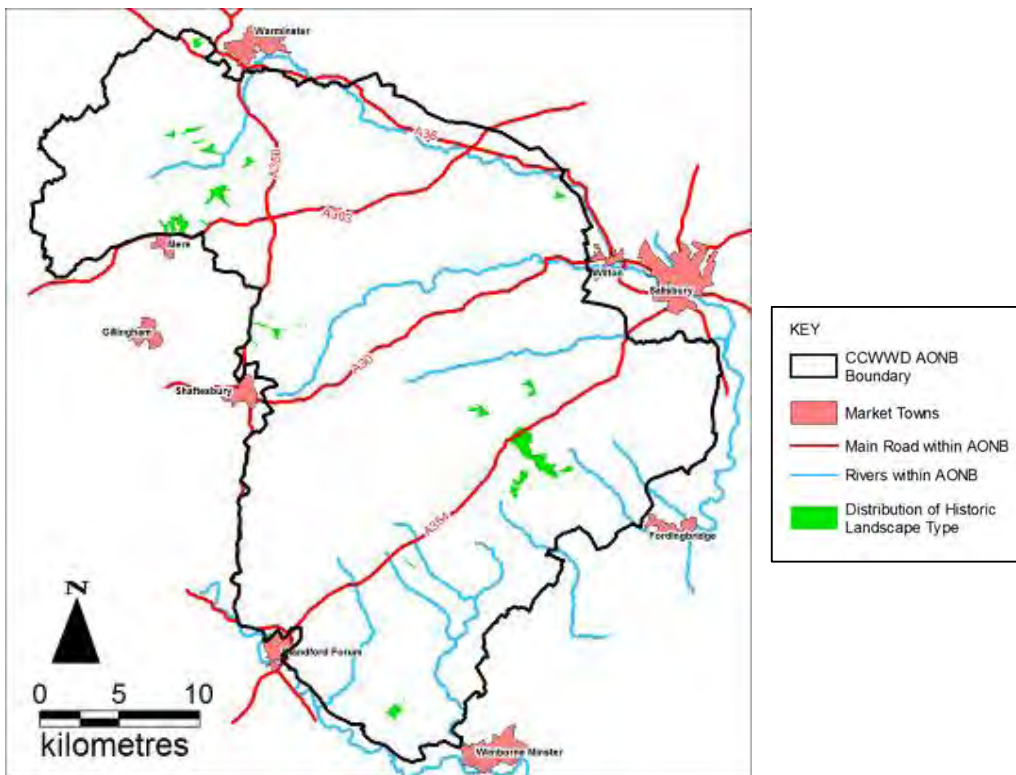 Warminster
A36
A350
A303
Mere
Wilton
Salisbury
Gillingham
Shaftesbury
A30
A354
Fordingbridge
Blandford Forum
Wimborne Minster
N
0 5 10
kilometres
KEY
CCWWD AONB
Boundary
Market Towns
Main Road within AONB
Rivers within AONB
Distribution of Historic
Landscape Type